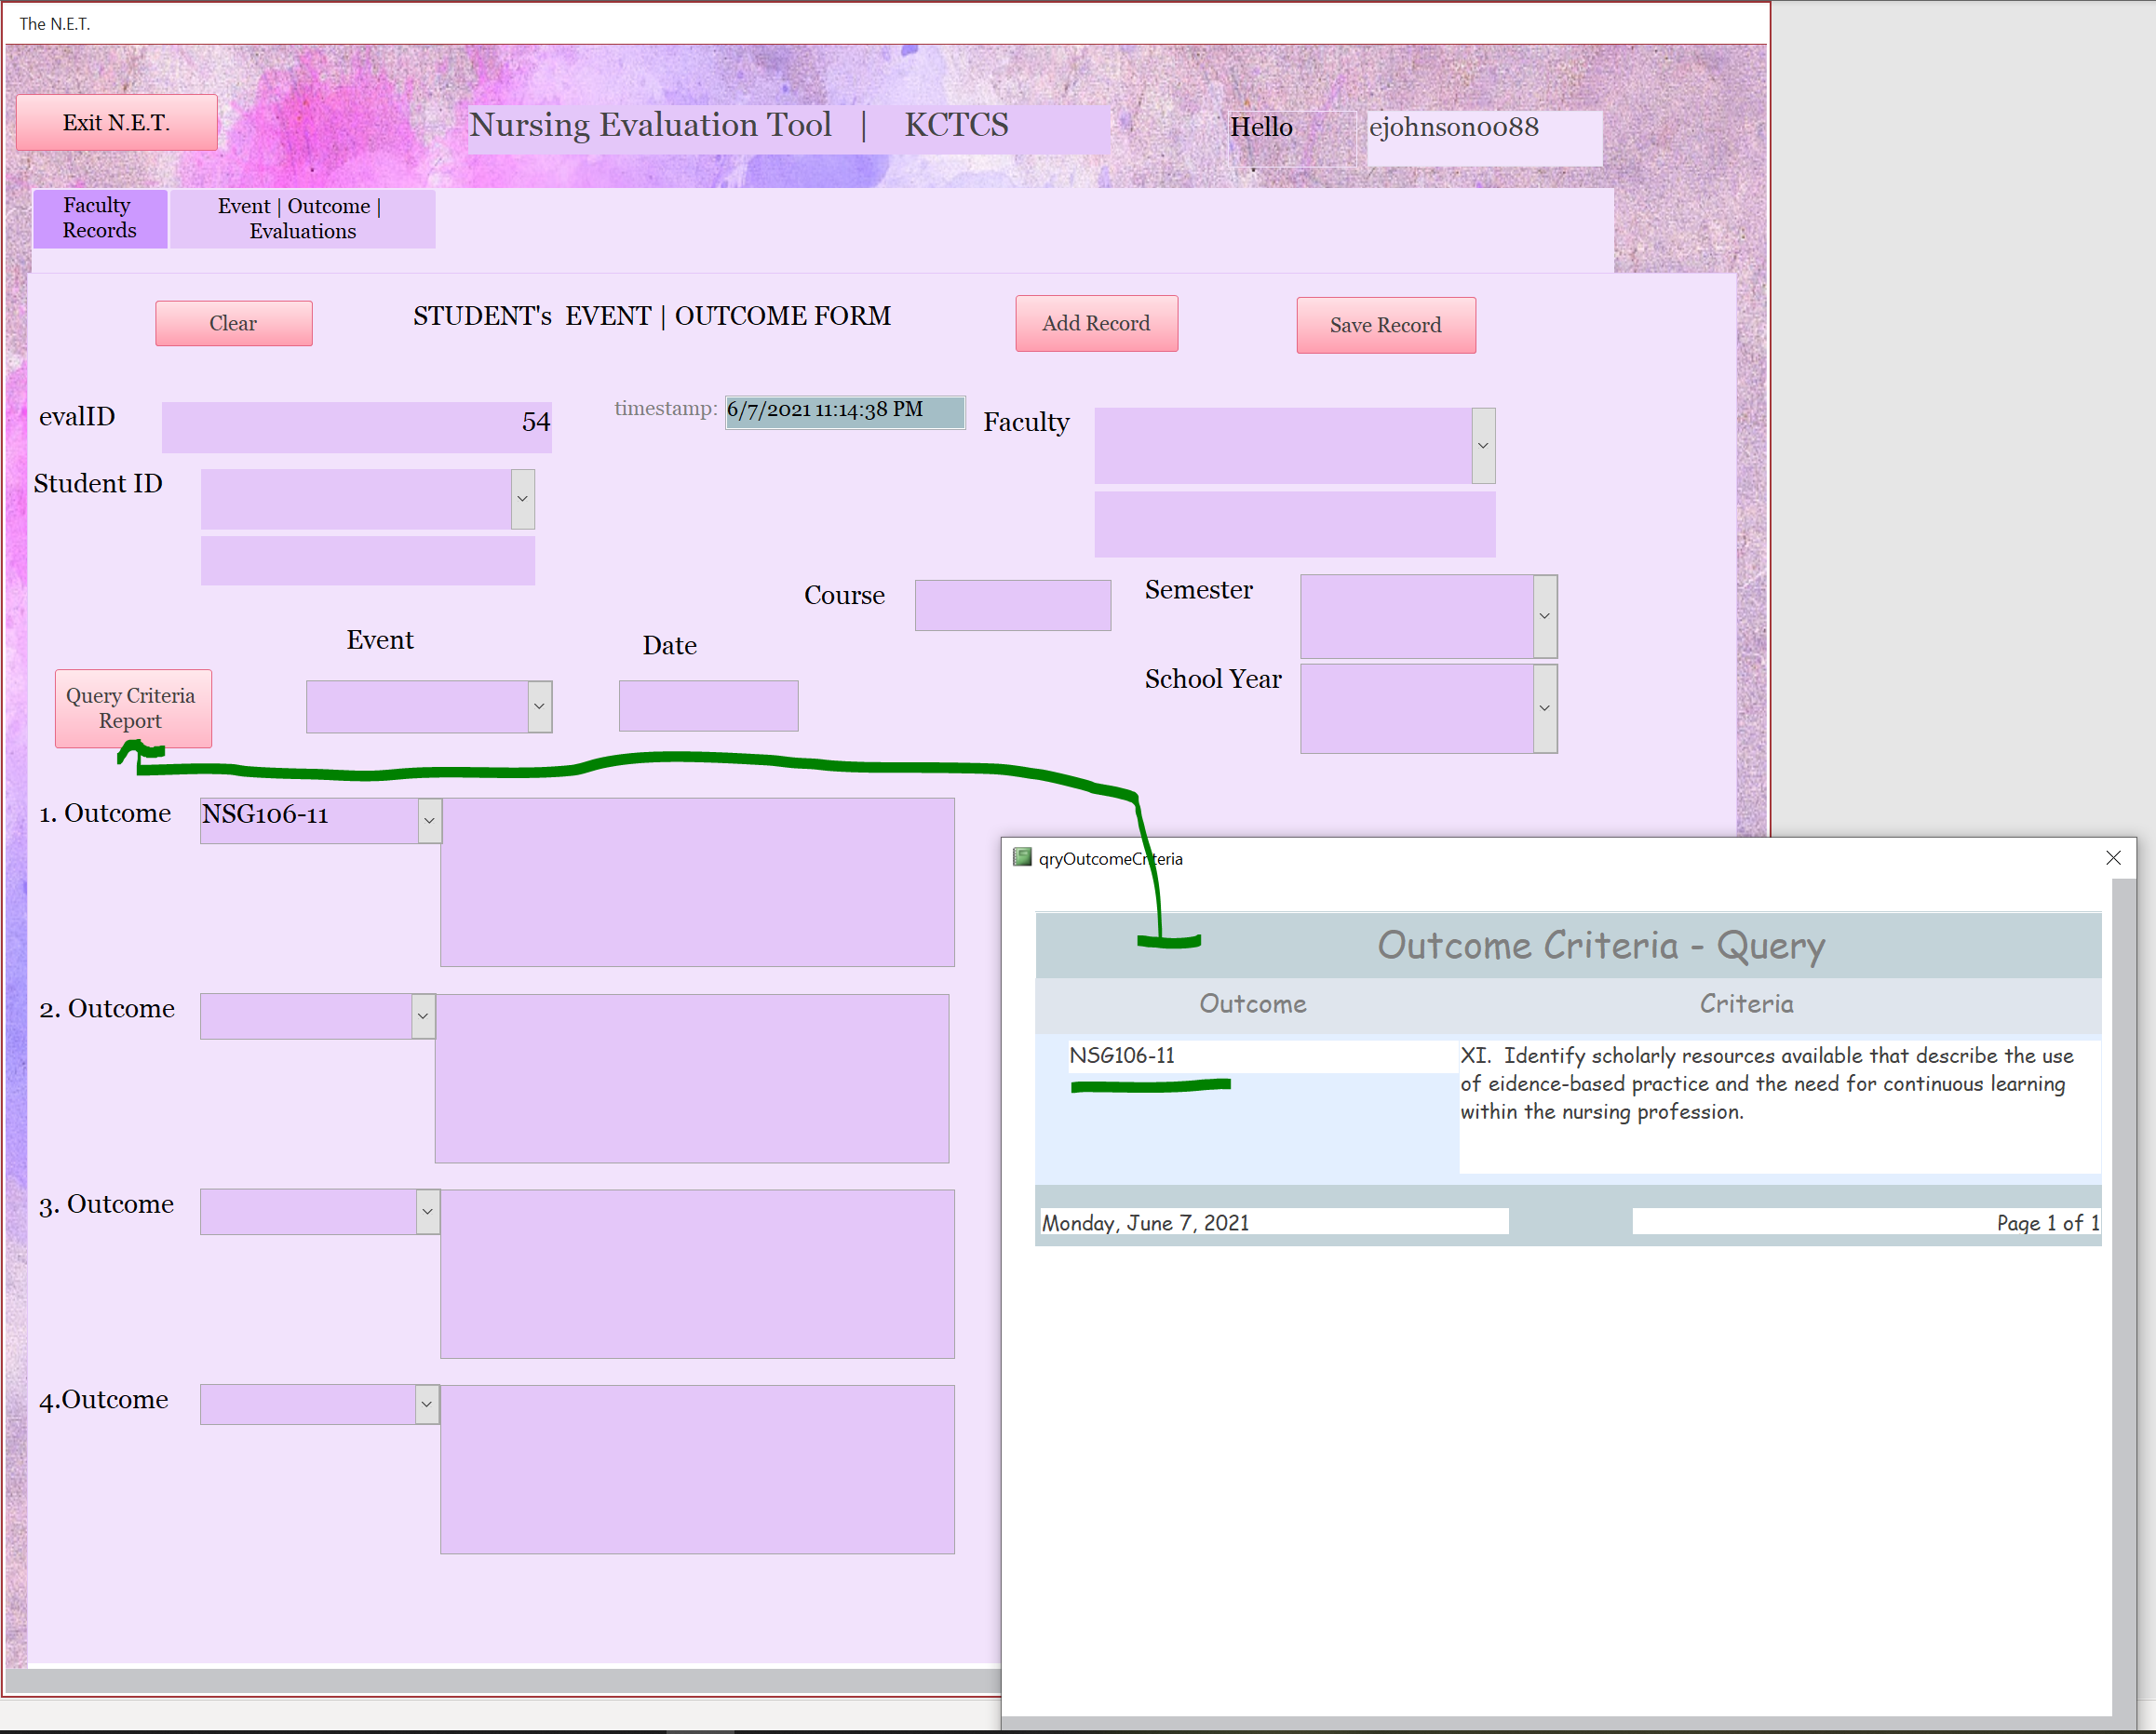 The N.E.T.
Exit N.E.T.
Nursing Evaluation Tool | KCTCS
Hello
ejohnson0088
Faculty
Records
Event | Outcome |
Evaluations
Clear
STUDENT's EVENT | OUTCOME FORM
Add Record
Save Record
evalID
54
timestamp:
6/7/2021 11:14:38 PM
Faculty
Student ID
Course
Semester
Event
Date
School Year
Query Criteria
Report
1. Outcome
NSG106-11
2. Outcome
3. Outcome
4.Outcome
qryOutcomeCriteria
Outcome Criteria - Query
Outcome
Criteria
NSG106-11
XI. Identify scholarly resources available that describe the use
of eidence-based practice and the need for continuous learning
within the nursing profession.
Monday, June 7, 2021
Page 1 of 1